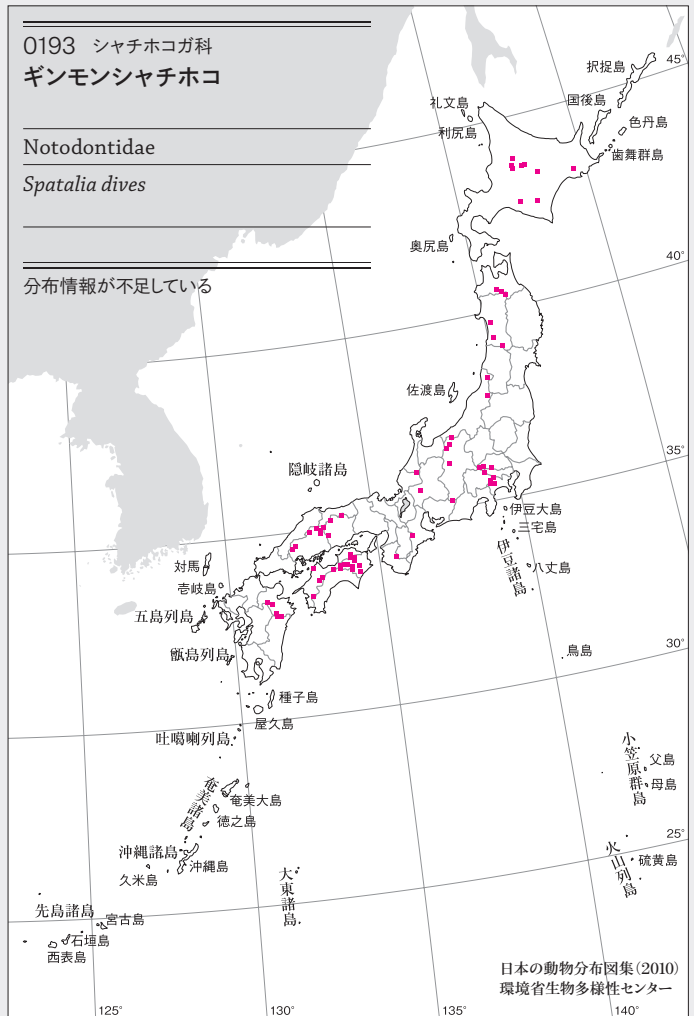 0193 シャチホコガ科
ギンモンシャチホコ
Notodontidae
Spatalia dives
分布情報が不足している
45°
択捉島
国後島
色丹島
歯舞群島
礼文島
利尻島
奥尻島
40°
佐渡島
35°
隠岐諸島
伊豆大島
三宅島
八丈島
伊豆諸島
対馬
壱岐島
五島列島
甑島列島
鳥島
30°
種子島
屋久島
吐噶喇列島
小笠原群島
父島
母島
奄美諸島
奄美大島
徳之島
25°
火山列島
硫黄島
沖縄諸島
沖縄島
久米島
大東諸島
先島諸島
宮古島
石垣島
西表島
日本の動物分布図集(2010)
環境省生物多様性センター
125°
130°
135°
140°